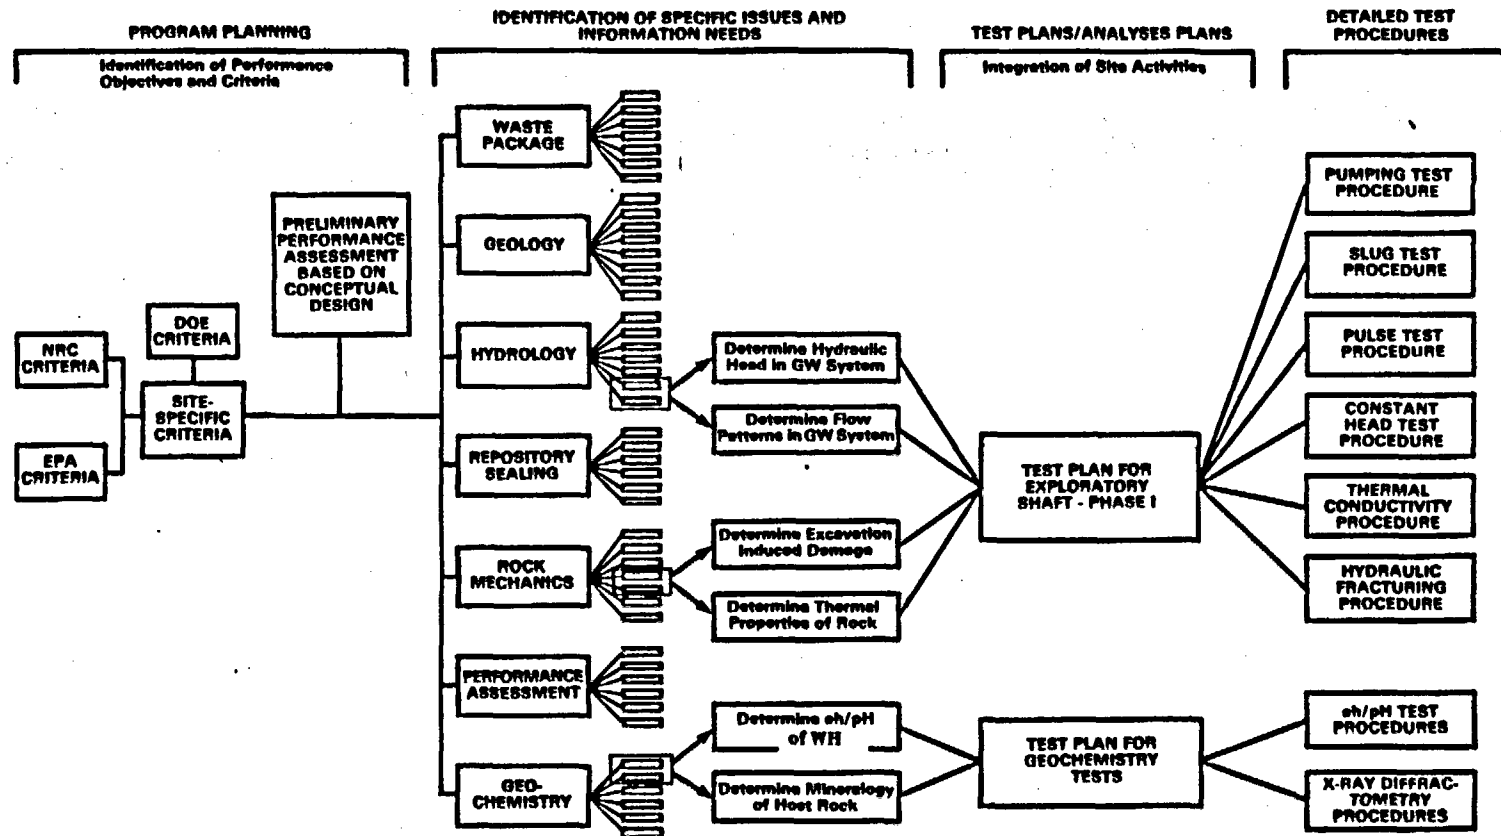 PROGRAM PLANNING
Identification of Performance
Objectives and Criteria
IDENTIFICATION OF SPECIFIC ISSUES AND
INFORMATION NEEDS
TEST PLANS/ANALYSES PLANS
Integration of Site Activities
DETAILED TEST
PROCEDURES
NRC
CRITERIA
EPA
CRITERIA
DOE
CRITERIA
SITE-
SPECIFIC
CRITERIA
PRELIMINARY
PERFORMANCE
ASSESSMENT
BASED ON
CONCEPTUAL
DESIGN
WASTE
PACKAGE
GEOLOGY
HYDROLOGY
REPOSITORY
SEALING
ROCK
MECHANICS
PERFORMANCE
ASSESSMENT
GEO-
CHEMISTRY
Determine Hydraulic
Head in GW System
Determine Flow
Patterns in GW System
Determine Excavation
Induced Damage
Determine Thermal
Properties of Rock
Determine eh/pH
of WH
Determine Mineralogy
of Host Rock
TEST PLAN FOR
EXPLORATORY
SHAFT - PHASE I
TEST PLAN FOR
GEOCHEMISTRY
TESTS
PUMPING TEST
PROCEDURE
SLUG TEST
PROCEDURE
PULSE TEST
PROCEDURE
CONSTANT
HEAD TEST
PROCEDURE
THERMAL
CONDUCTIVITY
PROCEDURE
HYDRAULIC
FRACTURING
PROCEDURE
eh/pH TEST
PROCEDURES
X-RAY DIFFRAC-
TOMETRY
PROCEDURES